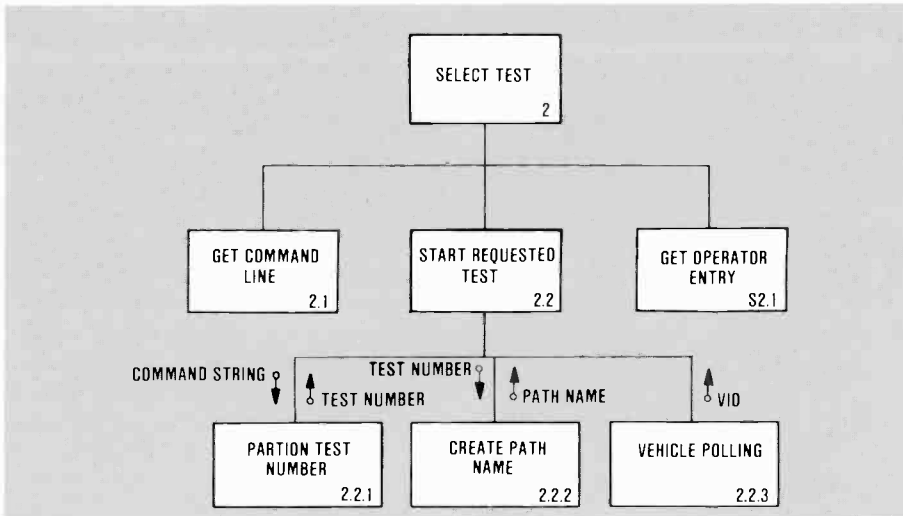 SELECT TEST
2
GET COMMAND
LINE
2.1
START REQUESTED
TEST
2.2
GET OPERATOR
ENTRY
S2.1
COMMAND STRING
TEST NUMBER
TEST NUMBER
PATH NAME
VIO
PARTION TEST
NUMBER
2.2.1
CREATE PATH
NAME
2.2.2
VEHICLE POLLING
2.2.3